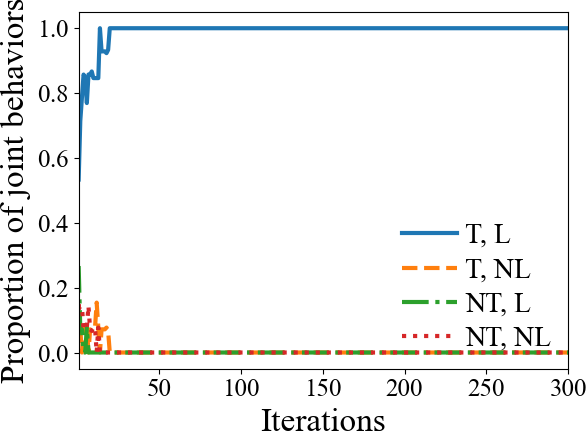 Proportion of joint behaviors
1.0
0.8
0.6
0.4
0.2
0.0
T, L
T, NL
NT, L
NT, NL
50 100 150 200 250 300
Iterations